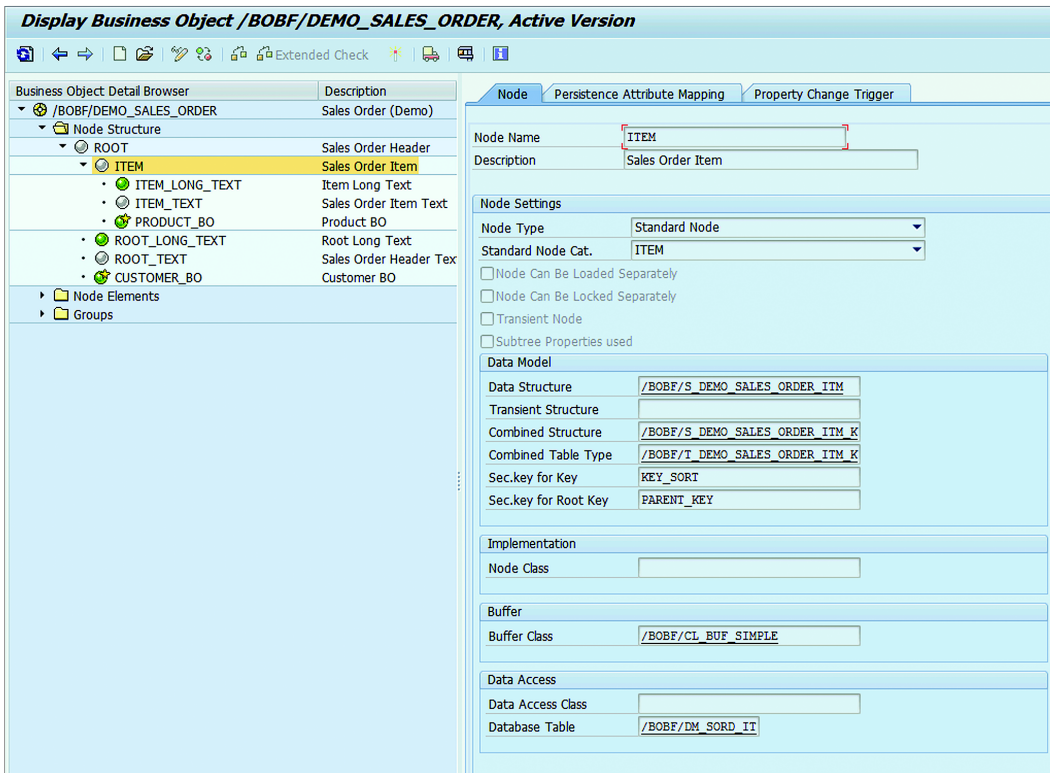 Display Business Object /BOBF/DEMO_SALES_ORDER, Active Version
Extended Check
Business Object Detail Browser Description
/BOBF/DEMO_SALES_ORDER Sales Order (Demo)
Node Structure
ROOT Sales Order Header
ITEM Sales Order Item
ITEM_LONG_TEXT Item Long Text
ITEM_TEXT Sales Order Item Text
PRODUCT_BO Product BO
ROOT_LONG_TEXT Root Long Text
ROOT_TEXT Sales Order Header Tex
CUSTOMER_BO Customer BO
Node Elements
Groups
Node Persistence Attribute Mapping Property Change Trigger
Node Name ITEM
Description Sales Order Item
Node Settings
Node Type Standard Node
Standard Node Cat. ITEM
Node Can Be Loaded Separately
Node Can Be Locked Separately
Transient Node
Subtree Properties used
Data Model
Data Structure /BOBF/S_DEMO_SALES_ORDER_ITM
Transient Structure
Combined Structure /BOBF/S_DEMO_SALES_ORDER_ITM_K
Combined Table Type /BOBF/T_DEMO_SALES_ORDER_ITM_K
Sec.key for Key KEY_SORT
Sec.key for Root Key PARENT_KEY
Implementation
Node Class
Buffer
Buffer Class /BOBF/CL_BUF_SIMPLE
Data Access
Data Access Class
Database Table /BOBF/DM_SORD_IT